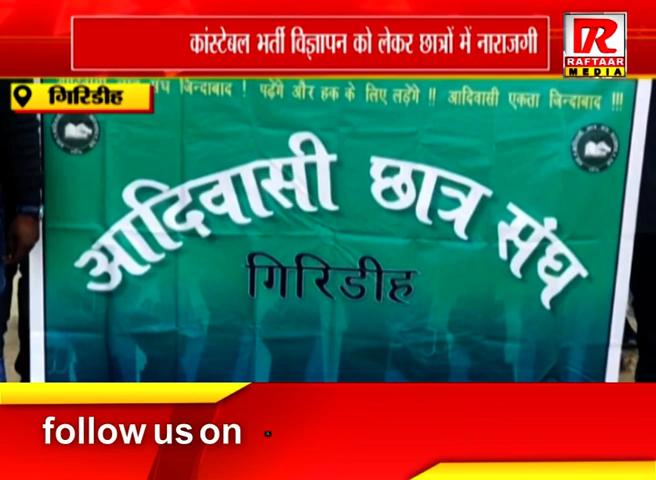 कांस्टेबल भर्ती विज्ञापन को लेकर छात्रों में नाराजगी
R
RAFTAAR
MEDIA
गिरिडीह
संघ जिन्दाबाद ! पढ़ेंगे और हक के लिए लड़ेंगे !! आदिवासी एकता जिन्दाबाद !!!
आदिवासी छात्र संघ
गिरिडीह
follow us on